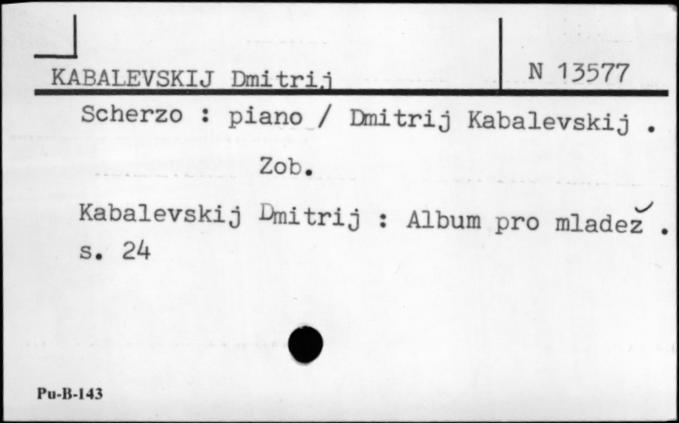 KABALEVSKIJ Dmitrij
N 13577
Scherzo : piano / Dmitrij Kabalevskij .
Zob.
Kabalevskij Dmitrij : Album pro mladež .
s. 24
Pu-B-143